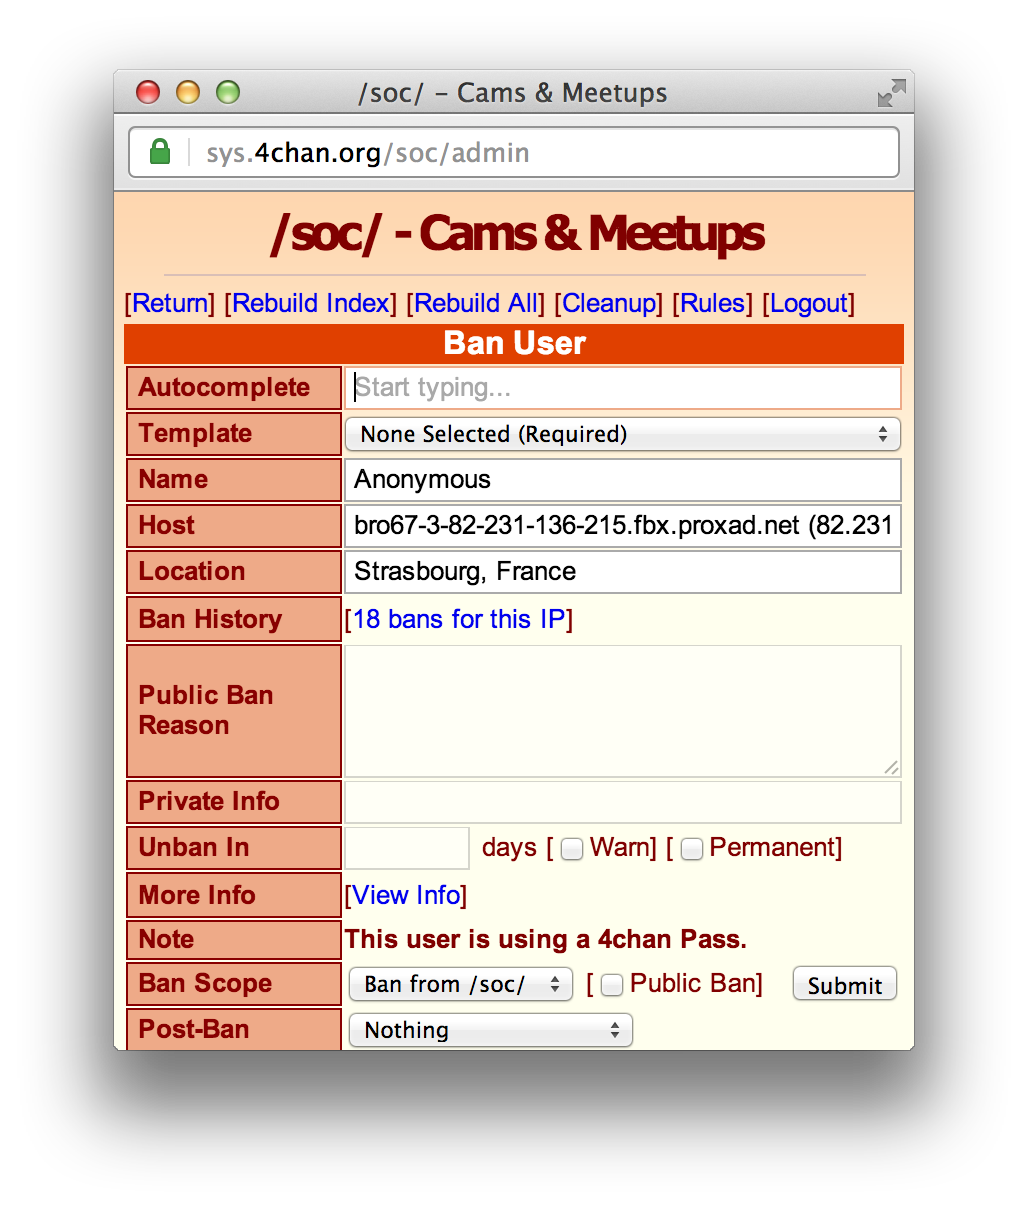 /soc/ – Cams & Meetups
sys.4chan.org/soc/admin
/soc/ - Cams & Meetups
[Return] [Rebuild Index] [Rebuild All] [Cleanup] [Rules] [Logout]
Ban User
Autocomplete Start typing...
Template None Selected (Required)
Name Anonymous
Host bro67-3-82-231-136-215.fbx.proxad.net (82.231
Location Strasbourg, France
Ban History [18 bans for this IP]
Public Ban
Reason
Private Info
Unban In days [ Warn] [ Permanent]
More Info [View Info]
Note This user is using a 4chan Pass.
Ban Scope Ban from /soc/ [ Public Ban] Submit
Post-Ban Nothing